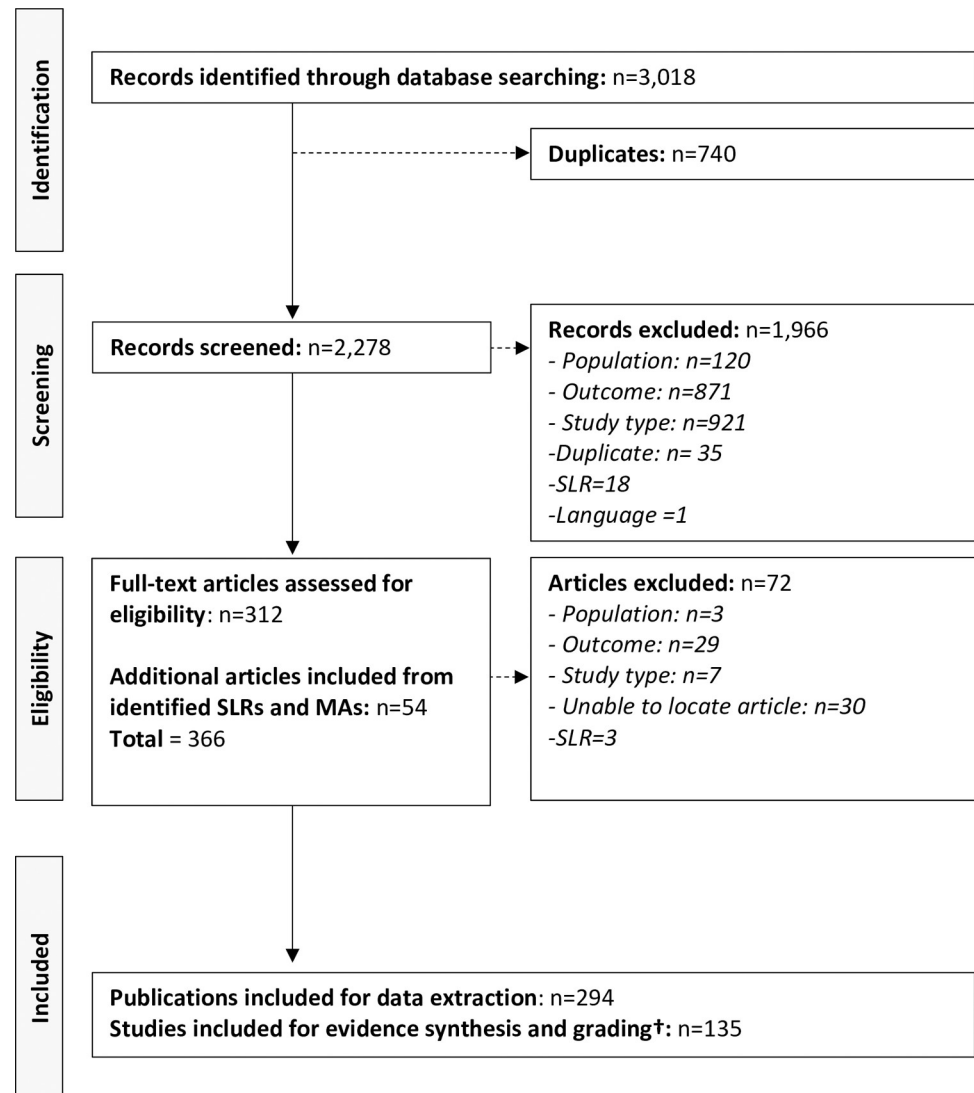 Identification
Records identified through database searching: n=3,018
Duplicates: n=740
Screening
Records screened: n=2,278
Records excluded: n=1,966
- Population: n=120
- Outcome: n=871
- Study type: n=921
-Duplicate: n= 35
-SLR=18
-Language =1
Eligibility
Full-text articles assessed for
eligibility: n=312
Additional articles included from
identified SLRs and MAs: n=54
Total = 366
Articles excluded: n=72
- Population: n=3
- Outcome: n=29
- Study type: n=7
- Unable to locate article: n=30
-SLR=3
Included
Publications included for data extraction: n=294
Studies included for evidence synthesis and grading†: n=135